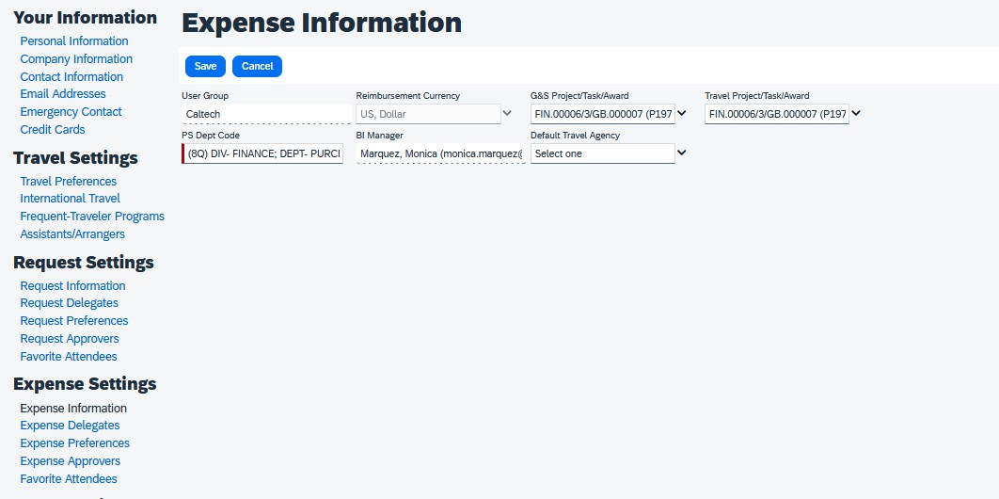 Your Information
Personal Information
Company Information
Contact Information
Email Addresses
Emergency Contact
Credit Cards
Travel Settings
Travel Preferences
International Travel
Frequent-Traveler Programs
Assistants/Arrangers
Request Settings
Request Information
Request Delegates
Request Preferences
Request Approvers
Favorite Attendees
Expense Settings
Expense Information
Expense Delegates
Expense Preferences
Expense Approvers
Favorite Attendees
Expense Information
Save Cancel
User Group Reimbursement Currency G&S Project/Task/Award Travel Project/Task/Award
Caltech US, Dollar FIN.00006/3/GB.000007 (P197 FIN.00006/3/GB.000007 (P197
PS Dept Code BI Manager Default Travel Agency
(8Q) DIV- FINANCE; DEPT- PURCI Marquez, Monica (monica.marquez@ Select one